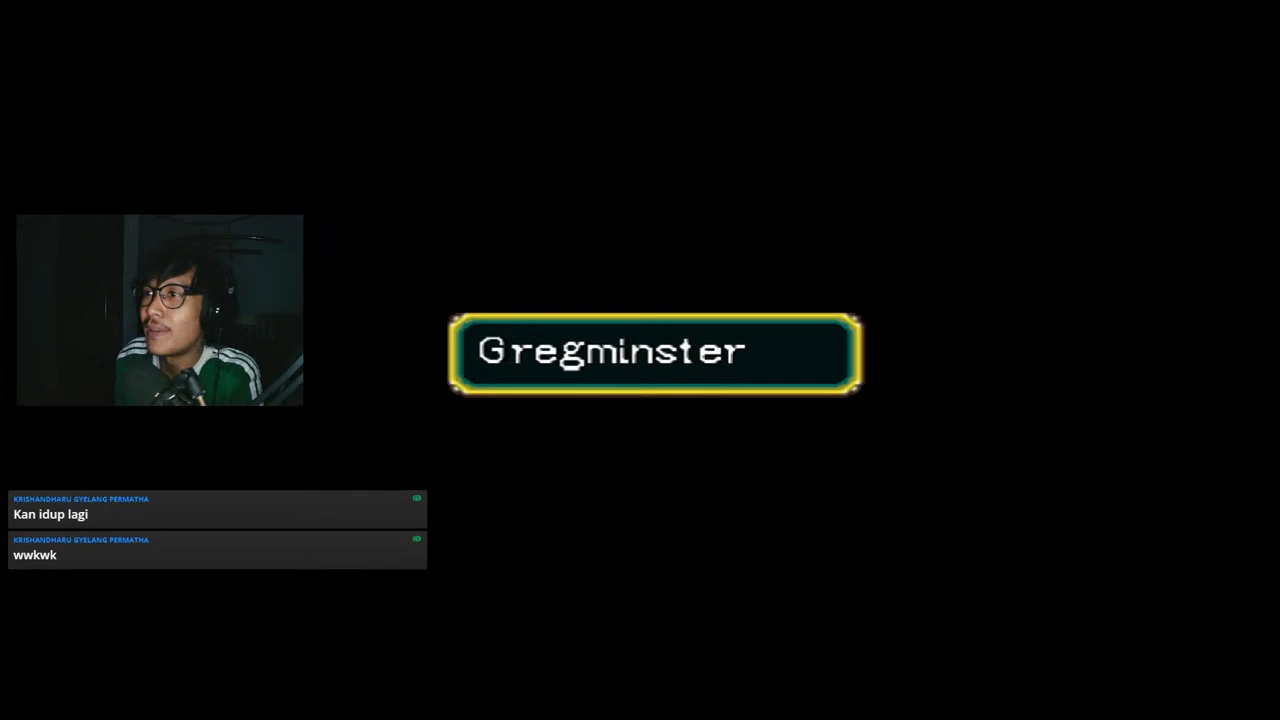 Gregminster
KRISHANDHARU GYELANG PERMATHA
Kan idup lagi
KRISHANDHARU GYELANG PERMATHA
wwkwk